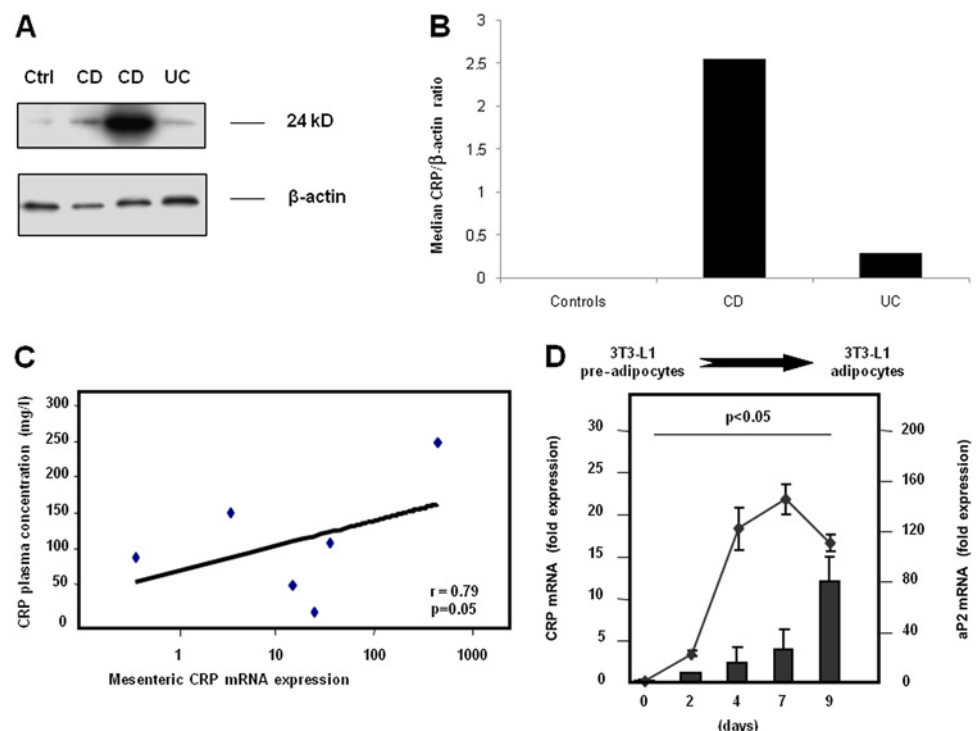 A
Ctrl CD CD UC
24 kD
β-actin
B
Median CRP/β-actin ratio
3
2.5
2
1.5
1
0.5
0
Controls CD UC
C
CRP plasma concentration (mg/l)
300
250
200
150
100
50
0
r = 0.79
p=0.05
1 10 100 1000
Mesenteric CRP mRNA expression
D
3T3-L1
pre-adipocytes
3T3-L1
adipocytes
p<0.05
CRP mRNA (fold expression)
30
25
20
15
10
5
0
aP2 mRNA (fold expression)
200
160
120
80
40
00
0 2 4 7 9
(days)